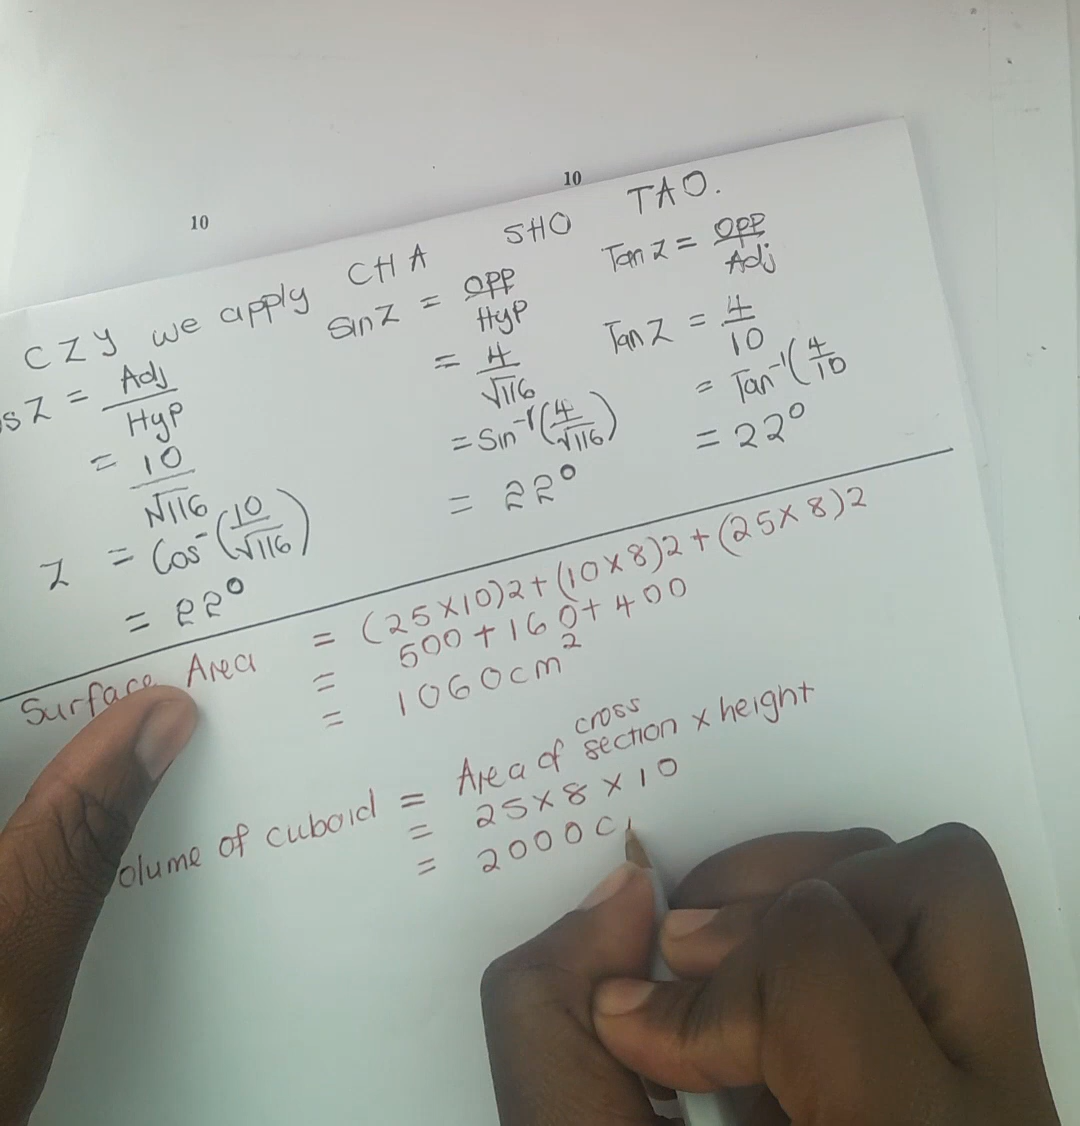 10 10
CZY we apply CHA SHO TAO.
sZ = Adj/Hyp
= 10/√116
Z = Cos⁻(10/√116)
= 22°
SinZ = OPP/Hyp
= 4/√116
= Sin⁻¹(4/√116)
= 22°
Tan Z = OPP/Adj
Tan Z = 4/10
= Tan⁻¹(4/10
= 22°
Surface Area = (25×10)2+(10×8)2+(25×8)2
= 500+160+400
= 1060cm²
olume of cuboid = Area of cross section × height
= 25×8×10
= 2000c